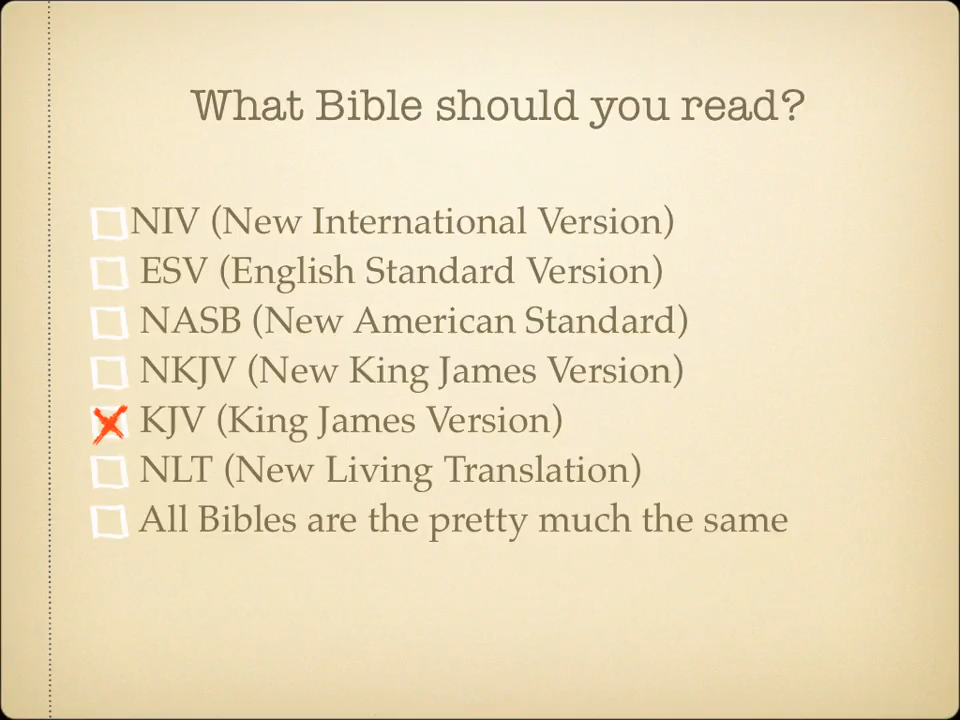 What Bible should you read?
NIV (New International Version)
ESV (English Standard Version)
NASB (New American Standard)
NKJV (New King James Version)
KJV (King James Version)
NLT (New Living Translation)
All Bibles are the pretty much the same